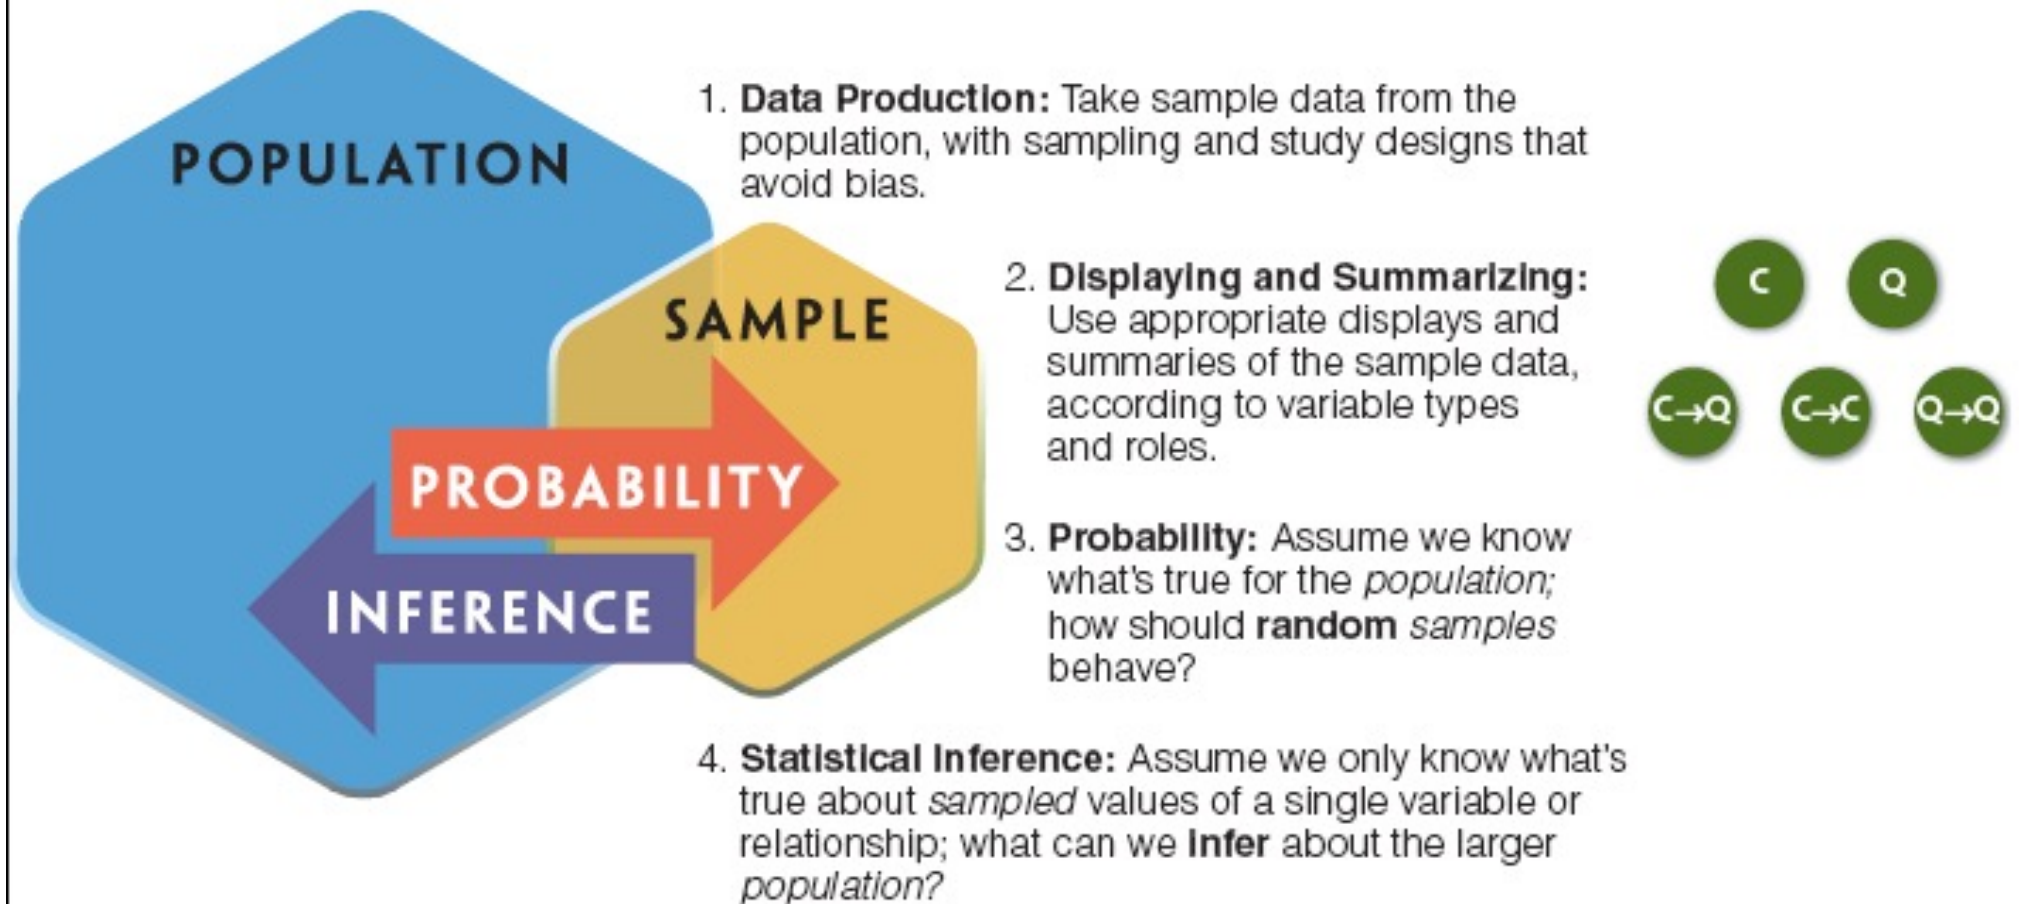 POPULATION
1. Data Production: Take sample data from the
population, with sampling and study designs that
avoid bias.
SAMPLE
2. Displaying and Summarizing:
Use appropriate displays and
summaries of the sample data,
according to variable types
and roles.
C Q
C→Q C→C Q→Q
PROBABILITY
INFERENCE
3. Probability: Assume we know
what's true for the population;
how should random samples
behave?
4. Statistical Inference: Assume we only know what's
true about sampled values of a single variable or
relationship; what can we infer about the larger
population?